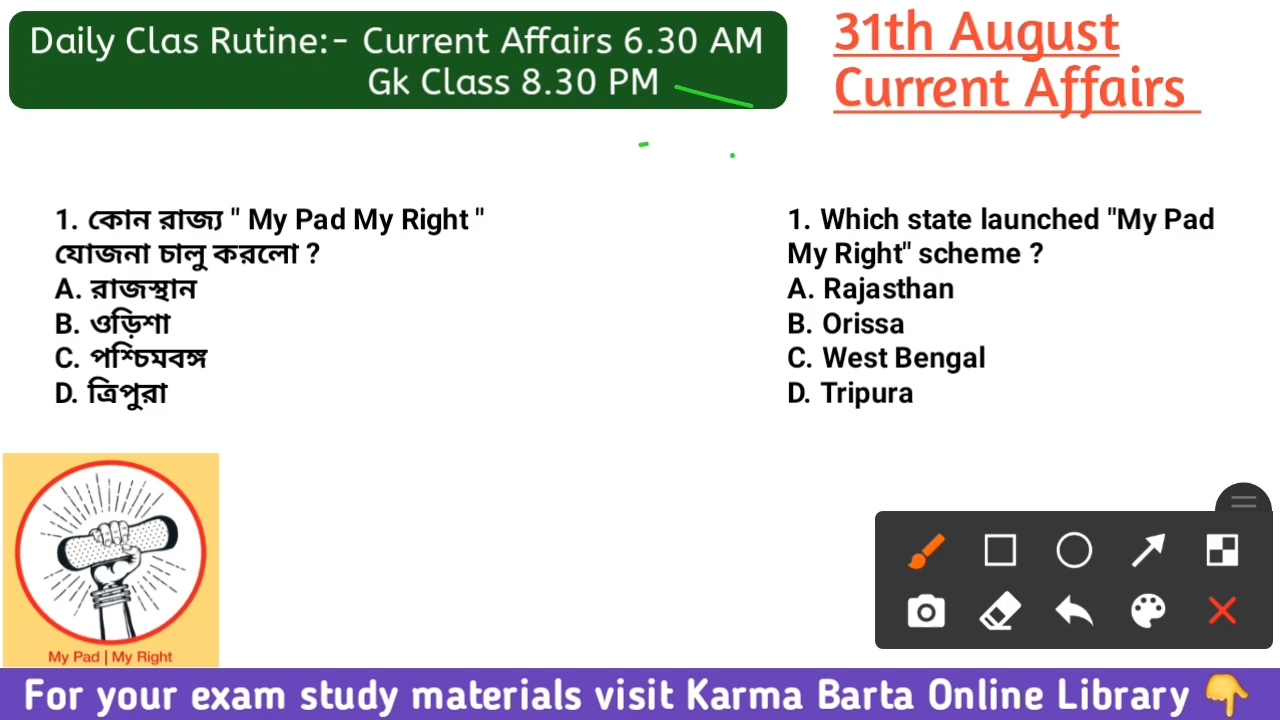 Daily Clas Rutine:- Current Affairs 6.30 AM
Gk Class 8.30 PM
31th August
Current Affairs
1. কোন রাজ্য " My Pad My Right "
যোজনা চালু করলো ?
A. রাজস্থান
B. ওড়িশা
C. পশ্চিমবঙ্গ
D. ত্রিপুরা
1. Which state launched "My Pad
My Right" scheme ?
A. Rajasthan
B. Orissa
C. West Bengal
D. Tripura
My Pad | My Right
For your exam study materials visit Karma Barta Online Library 👇